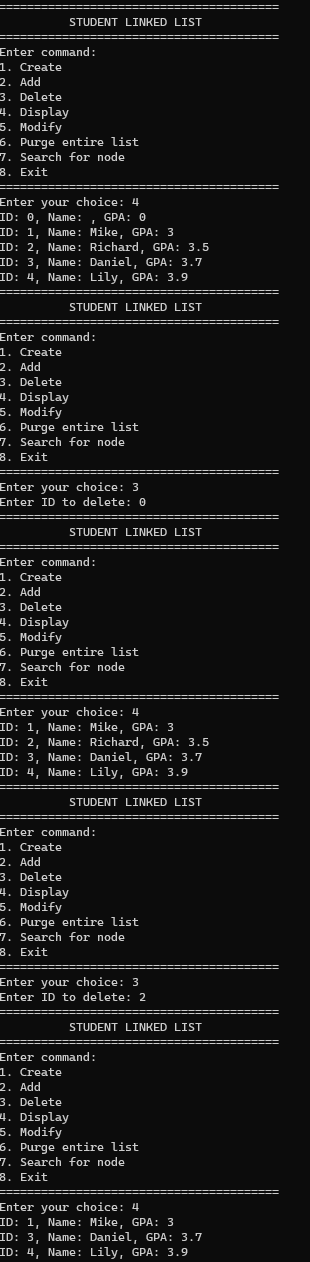 ========================================
STUDENT LINKED LIST
========================================
Enter command:
1. Create
2. Add
3. Delete
4. Display
5. Modify
6. Purge entire list
7. Search for node
8. Exit
========================================
Enter your choice: 4
ID: 0, Name: , GPA: 0
ID: 1, Name: Mike, GPA: 3
ID: 2, Name: Richard, GPA: 3.5
ID: 3, Name: Daniel, GPA: 3.7
ID: 4, Name: Lily, GPA: 3.9
========================================
STUDENT LINKED LIST
========================================
Enter command:
1. Create
2. Add
3. Delete
4. Display
5. Modify
6. Purge entire list
7. Search for node
8. Exit
========================================
Enter your choice: 3
Enter ID to delete: 0
========================================
STUDENT LINKED LIST
========================================
Enter command:
1. Create
2. Add
3. Delete
4. Display
5. Modify
6. Purge entire list
7. Search for node
8. Exit
========================================
Enter your choice: 4
ID: 1, Name: Mike, GPA: 3
ID: 2, Name: Richard, GPA: 3.5
ID: 3, Name: Daniel, GPA: 3.7
ID: 4, Name: Lily, GPA: 3.9
========================================
STUDENT LINKED LIST
========================================
Enter command:
1. Create
2. Add
3. Delete
4. Display
5. Modify
6. Purge entire list
7. Search for node
8. Exit
========================================
Enter your choice: 3
Enter ID to delete: 2
========================================
STUDENT LINKED LIST
========================================
Enter command:
1. Create
2. Add
3. Delete
4. Display
5. Modify
6. Purge entire list
7. Search for node
8. Exit
========================================
Enter your choice: 4
ID: 1, Name: Mike, GPA: 3
ID: 3, Name: Daniel, GPA: 3.7
ID: 4, Name: Lily, GPA: 3.9